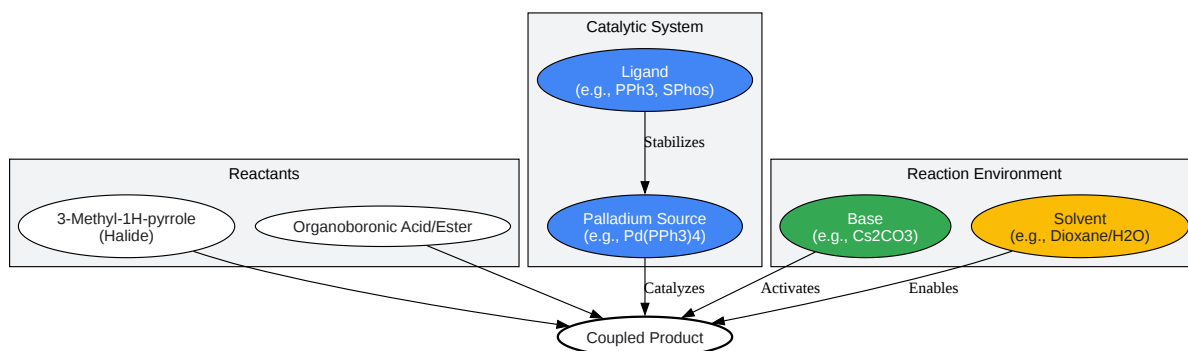 Catalytic System
Ligand
(e.g., PPh3, SPhos)
Stabilizes
Reactants
Reaction Environment
3-Methyl-1H-pyrrole
(Halide)
Organoboronic Acid/Ester
Palladium Source
(e.g., Pd(PPh3)4)
Base
(e.g., Cs2CO3)
Solvent
(e.g., Dioxane/H2O)
Catalyzes
Activates
Enables
Coupled Product